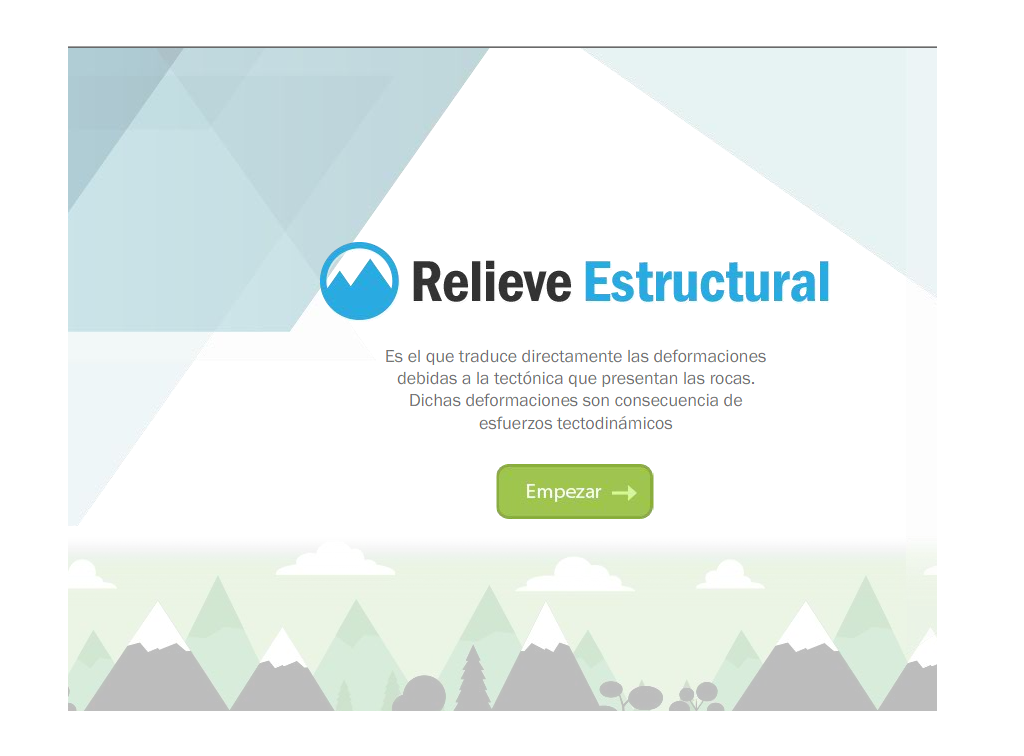 Relieve Estructural
Es el que traduce directamente las deformaciones
debidas a la tectónica que presentan las rocas.
Dichas deformaciones son consecuencia de
esfuerzos tectodinámicos
Empezar